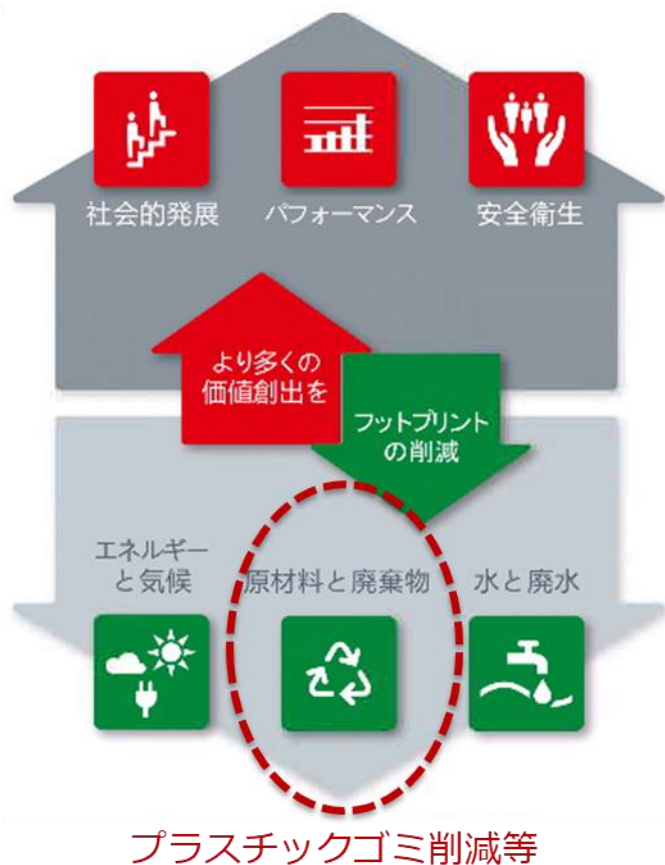 社会的発展
パフォーマンス
安全衛生
より多くの
価値創出を
フットプリント
の削減
エネルギー
と気候
原材料と廃棄物
水と廃水
プラスチックゴミ削減等